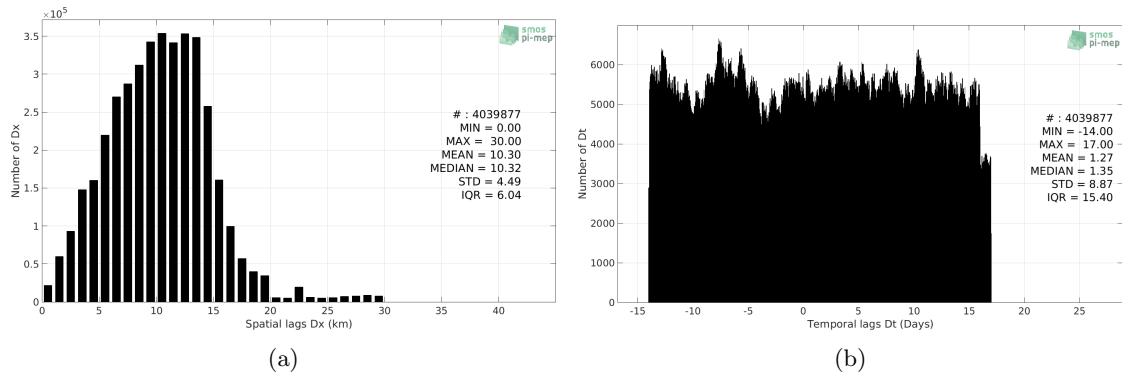 ×10⁵
3.5
3
2.5
2
1.5
1
0.5
0
0 5 10 15 20 25 30 35 40
Number of Dx
Spatial lags Dx (km)
smos
pi-mep
# : 4039877
MIN = 0.00
MAX = 30.00
MEAN = 10.30
MEDIAN = 10.32
STD = 4.49
IQR = 6.04
(a)
6000
5000
4000
3000
2000
1000
0
-15 -10 -5 0 5 10 15 20 25
Number of Dt
Temporal lags Dt (Days)
smos
pi-mep
# : 4039877
MIN = -14.00
MAX = 17.00
MEAN = 1.27
MEDIAN = 1.35
STD = 8.87
IQR = 15.40
(b)